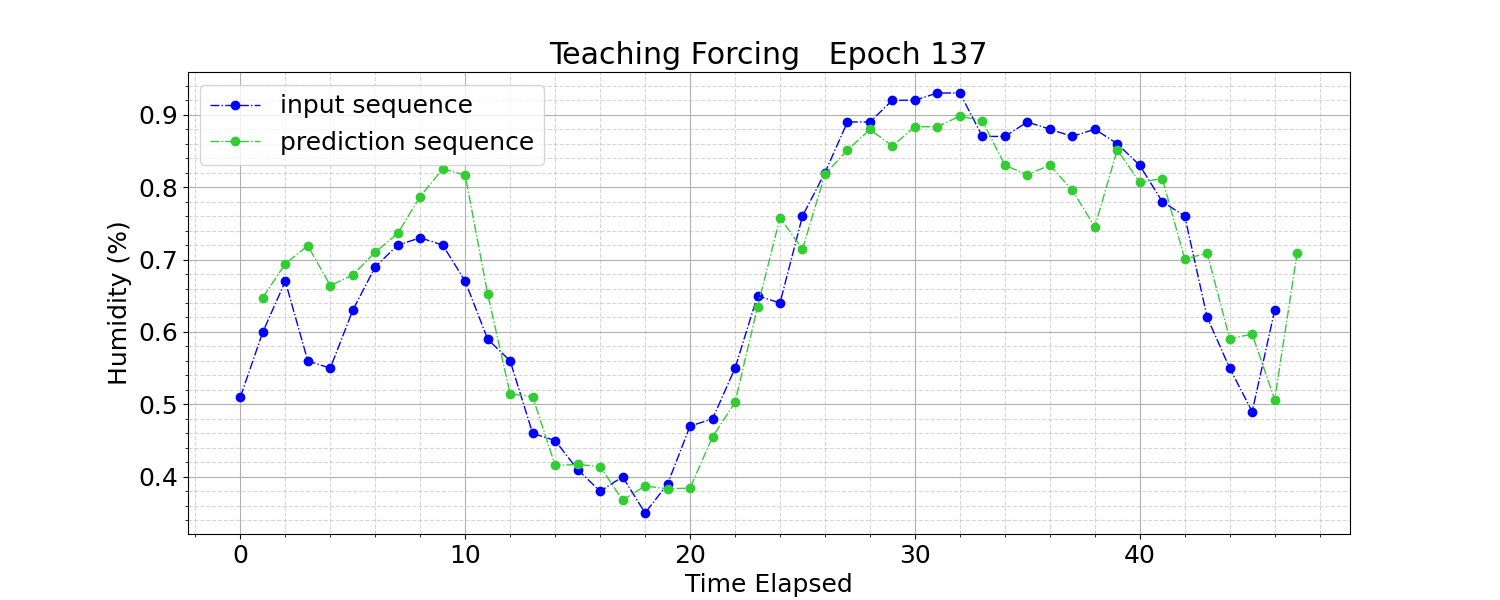 Teaching Forcing   Epoch 137
input sequence
prediction sequence
Humidity (%)
0.9
0.8
0.7
0.6
0.5
0.4
0 10 20 30 40
Time Elapsed